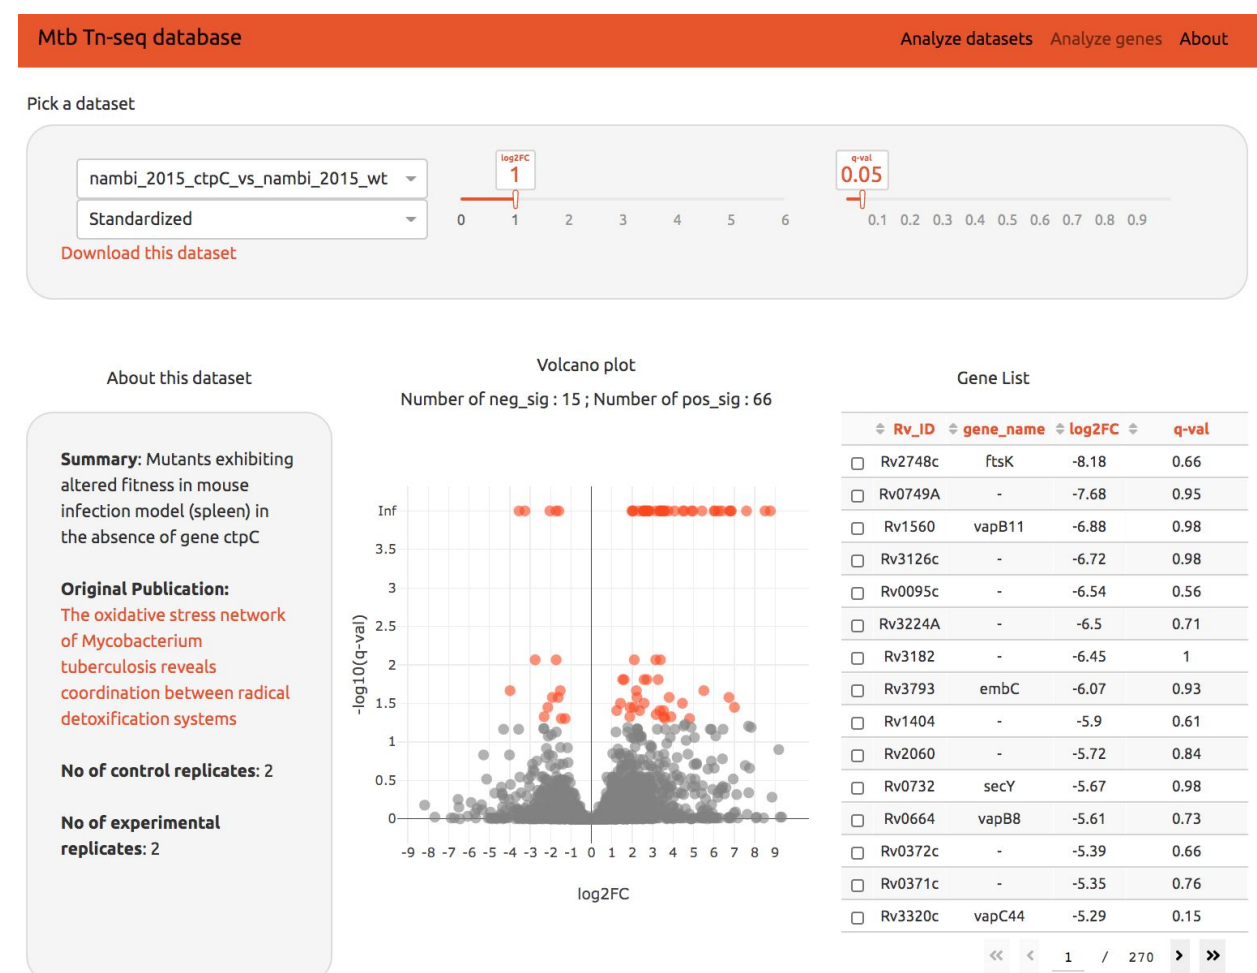 Mtb Tn-seq database
Analyze datasets Analyze genes About
Pick a dataset
nambi_2015_ctpC_vs_nambi_2015_wt
Standardized
Download this dataset
log2FC
1
0 1 2 3 4 5 6
q-val
0.05
0.1 0.2 0.3 0.4 0.5 0.6 0.7 0.8 0.9
About this dataset
Summary: Mutants exhibiting
altered fitness in mouse
infection model (spleen) in
the absence of gene ctpC
Original Publication:
The oxidative stress network
of Mycobacterium
tuberculosis reveals
coordination between radical
detoxification systems
No of control replicates: 2
No of experimental
replicates: 2
Volcano plot
Number of neg_sig : 15 ; Number of pos_sig : 66
Inf
3.5
3
2.5
2
1.5
1
0.5
0
-log10(q-val)
-9 -8 -7 -6 -5 -4 -3 -2 -1 0 1 2 3 4 5 6 7 8 9
log2FC
Gene List
Rv_ID gene_name log2FC q-val
Rv2748c ftsK -8.18 0.66
Rv0749A - -7.68 0.95
Rv1560 vapB11 -6.88 0.98
Rv3126c - -6.72 0.98
Rv0095c - -6.54 0.56
Rv3224A - -6.5 0.71
Rv3182 - -6.45 1
Rv3793 embC -6.07 0.93
Rv1404 - -5.9 0.61
Rv2060 - -5.72 0.84
Rv0732 secY -5.67 0.98
Rv0664 vapB8 -5.61 0.73
Rv0372c - -5.39 0.66
Rv0371c - -5.35 0.76
Rv3320c vapC44 -5.29 0.15
« ‹ 1 / 270 › »